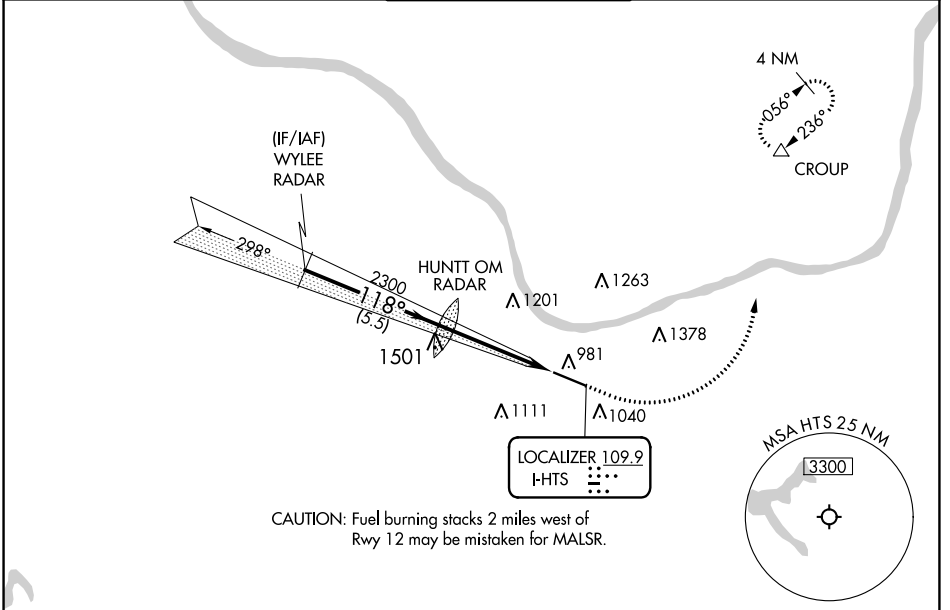 4 NM
056°
236°
CROUP
(IF/IAF)
WYLEE
RADAR
298°
2300
118°
(5.5)
HUNTT OM
RADAR
1501
1201
1263
1378
981
1111
1040
LOCALIZER 109.9
I-HTS
MSA HTS 25 NM
3300
CAUTION: Fuel burning stacks 2 miles west of
Rwy 12 may be mistaken for MALSR.